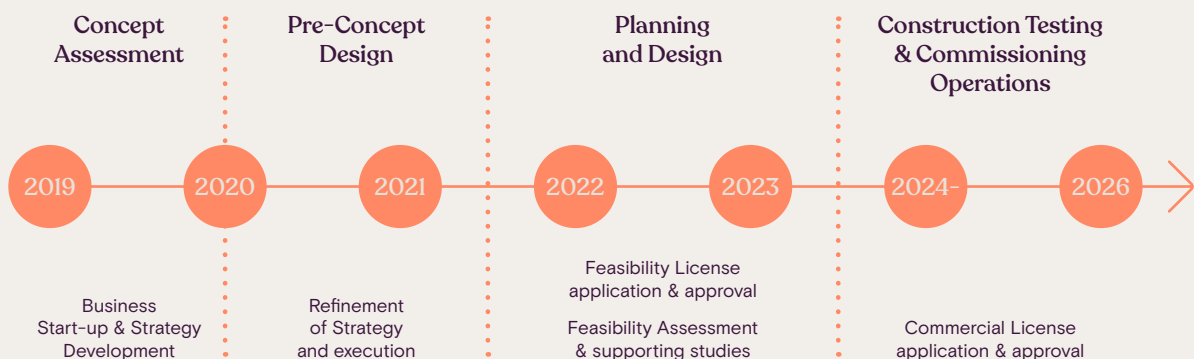 Concept
Assessment
Pre-Concept
Design
Planning
and Design
Construction Testing
& Commissioning
Operations
2019
2020
2021
2022
2023
2024-
2026
Business
Start-up & Strategy
Development
Refinement
of Strategy
and execution
Feasibility License
application & approval
Feasibility Assessment
& supporting studies
Commercial License
application & approval